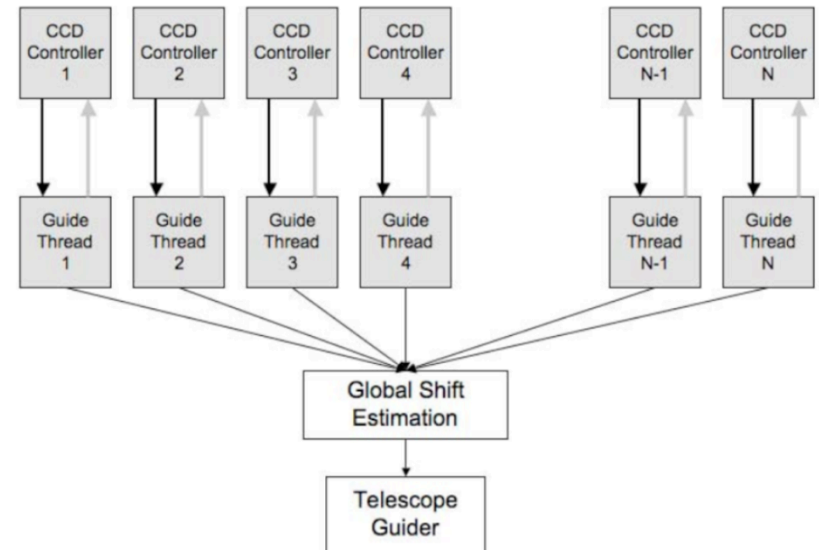 CCD
Controller
1
CCD
Controller
2
CCD
Controller
3
CCD
Controller
4
CCD
Controller
N-1
CCD
Controller
N
Guide
Thread
1
Guide
Thread
2
Guide
Thread
3
Guide
Thread
4
Guide
Thread
N-1
Guide
Thread
N
Global Shift
Estimation
Telescope
Guider